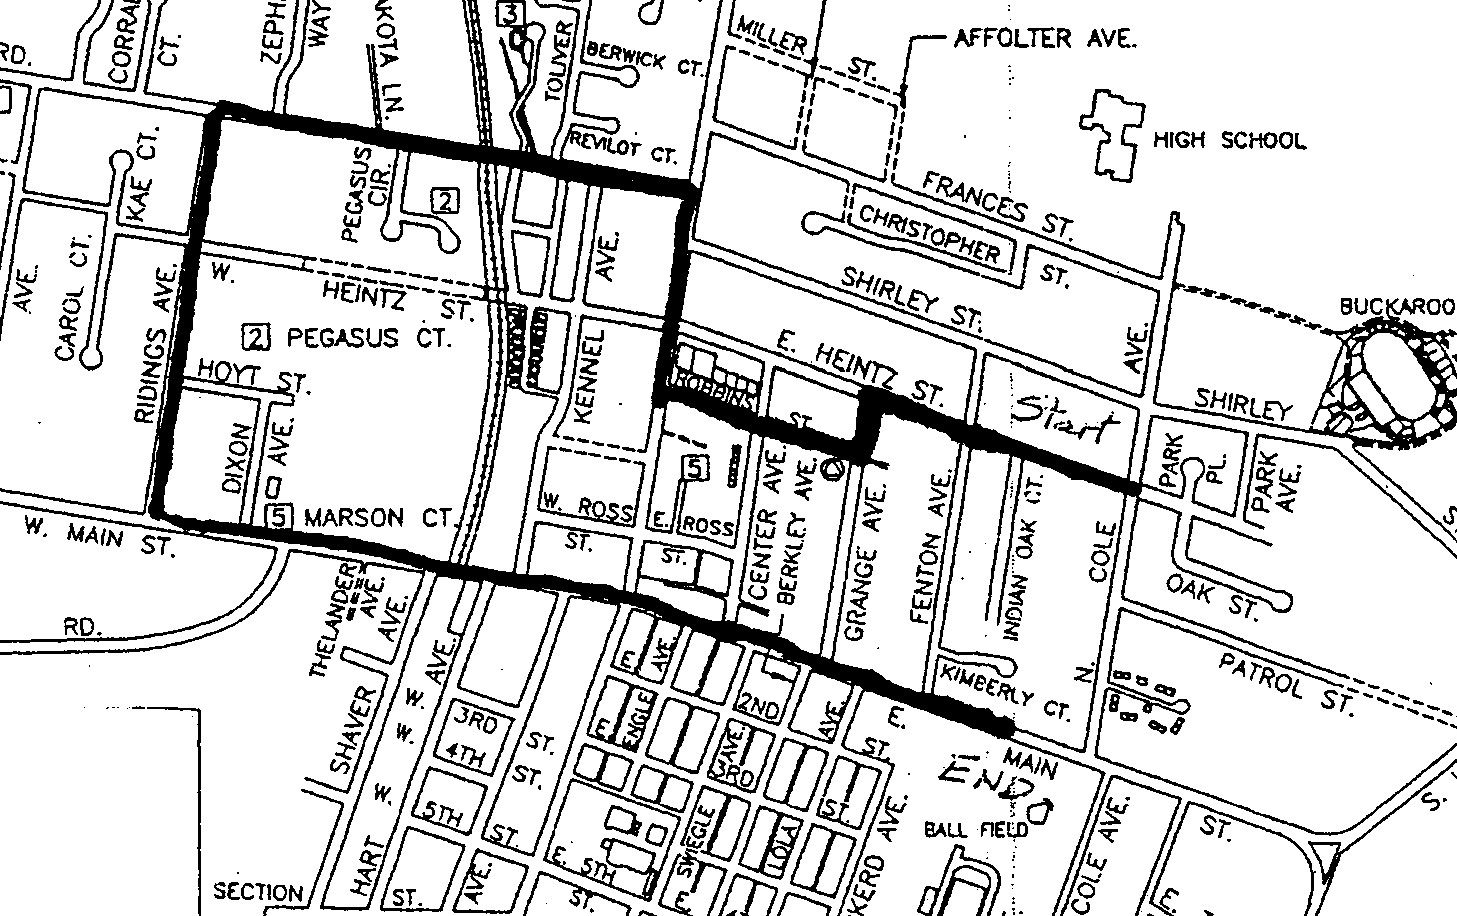 RD.
CORRAL
CT.
ZEPH
WAY
KOTA LN.
3
TOLIVER
BERWICK CT.
REVILOT CT.
MILLER ST.
AFFOLTER AVE.
HIGH SCHOOL
KAE CT.
PEGASUS CIR.
2
FRANCES ST.
CHRISTOPHER ST.
CAROL CT.
AVE.
RIDINGS AVE.
W. HEINTZ ST.
KENNEL AVE.
SHIRLEY ST.
BUCKAROO
2 PEGASUS CT.
E. HEINTZ ST.
AVE.
HOYT ST.
ROBBINS ST.
Start
SHIRLEY
DIXON AVE.
5
PARK PL.
PARK AVE.
S.
5 MARSON CT.
W. ROSS ST.
E. ROSS ST.
CENTER AVE.
BERKLEY AVE.
GRANGE AVE.
FENTON AVE.
INDIAN OAK CT.
N. COLE
W. MAIN ST.
OAK ST.
RD.
THELANDER AVE.
AVE.
KIMBERLY CT.
PATROL ST.
SHAVER
W.
AVE.
E.
AVE.
2ND
E.
MAIN
W.
3RD
ST.
E.
ENGLE
AVE.
ST.
END
4TH
ST.
3RD
S.
W.
5TH
ST.
BALL FIELD
ST.
HART
ST.
E. 5TH
ST.
SWIEGLE
LOLA
KERD AVE.
COLE AVE.
SECTION
ST.
AVE.
E.
E.